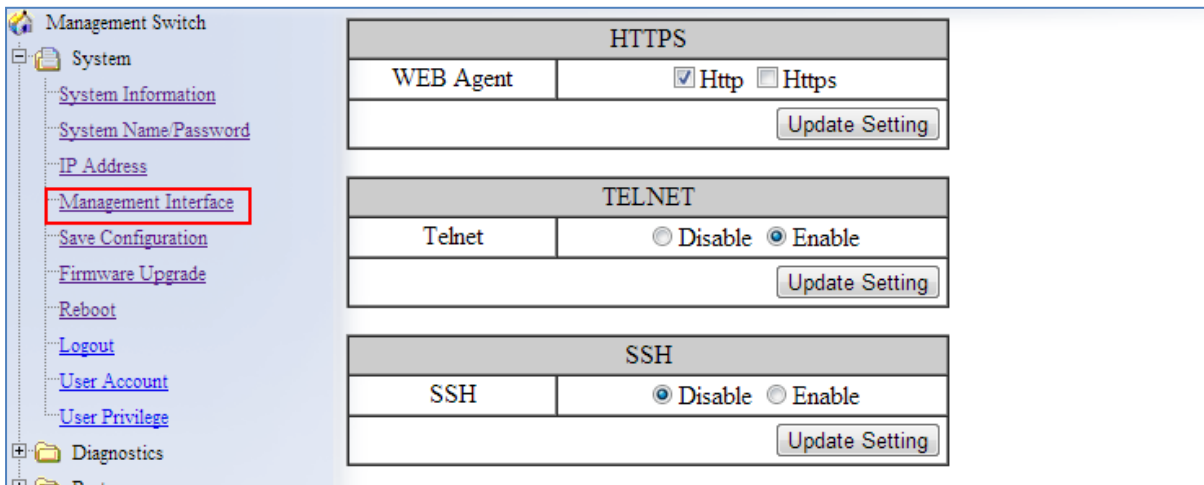 Management Switch
System
System Information
System Name/Password
IP Address
Management Interface
Save Configuration
Firmware Upgrade
Reboot
Logout
User Account
User Privilege
Diagnostics
HTTPS
WEB Agent Http Https
Update Setting
TELNET
Telnet Disable Enable
Update Setting
SSH
SSH Disable Enable
Update Setting